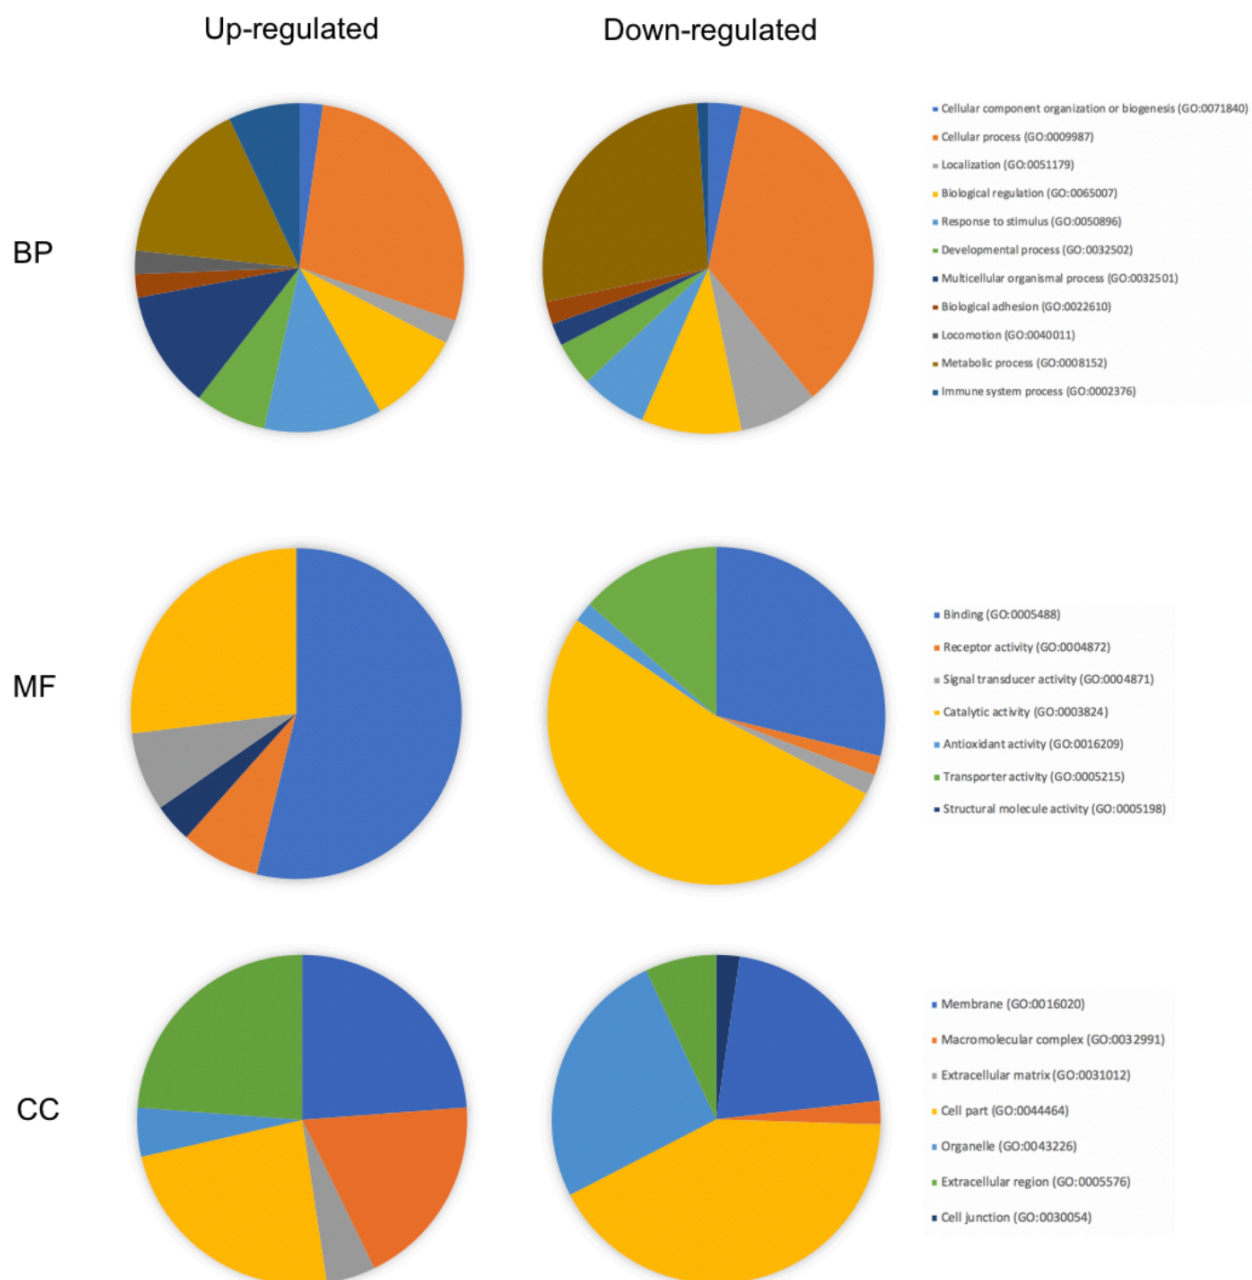 Up-regulated
Down-regulated
BP
Cellular component organization or biogenesis (GO:0071840)
Cellular process (GO:0009987)
Localization (GO:0051179)
Biological regulation (GO:0065007)
Response to stimulus (GO:0050896)
Developmental process (GO:0032502)
Multicellular organismal process (GO:0032501)
Biological adhesion (GO:0022610)
Locomotion (GO:0040011)
Metabolic process (GO:0008152)
Immune system process (GO:0002376)
MF
Binding (GO:0005488)
Receptor activity (GO:0004872)
Signal transducer activity (GO:0004871)
Catalytic activity (GO:0003824)
Antioxidant activity (GO:0016209)
Transporter activity (GO:0005215)
Structural molecule activity (GO:0005198)
CC
Membrane (GO:0016020)
Macromolecular complex (GO:0032991)
Extracellular matrix (GO:0031012)
Cell part (GO:0044464)
Organelle (GO:0043226)
Extracellular region (GO:0005576)
Cell junction (GO:0030054)